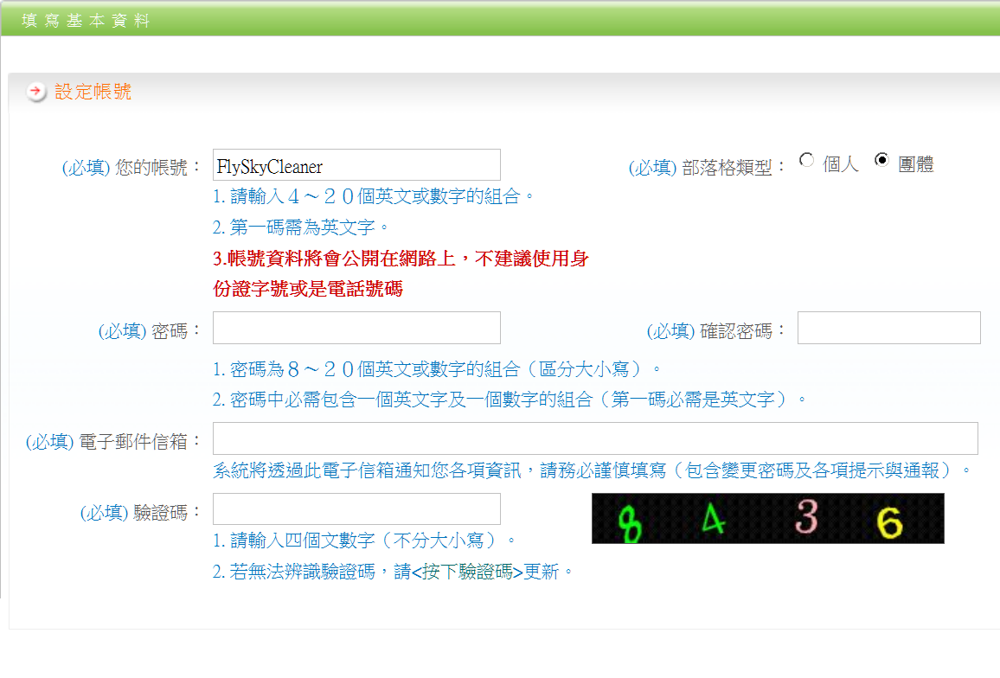 填寫基本資料
設定帳號
(必填) 您的帳號： FlySkyCleaner (必填) 部落格類型： 個人 團體
1. 請輸入４～２０個英文或數字的組合。
2. 第一碼需為英文字。
3.帳號資料將會公開在網路上，不建議使用身
份證字號或是電話號碼
(必填) 密碼： (必填) 確認密碼：
1. 密碼為８～２０個英文或數字的組合（區分大小寫）。
2. 密碼中必需包含一個英文字及一個數字的組合（第一碼必需是英文字）。
(必填) 電子郵件信箱：
系統將透過此電子信箱通知您各項資訊，請務必謹慎填寫（包含變更密碼及各項提示與通報）。
(必填) 驗證碼： 8 4 3 6
1. 請輸入四個文數字（不分大小寫）。
2. 若無法辨識驗證碼，請<按下驗證碼>更新。